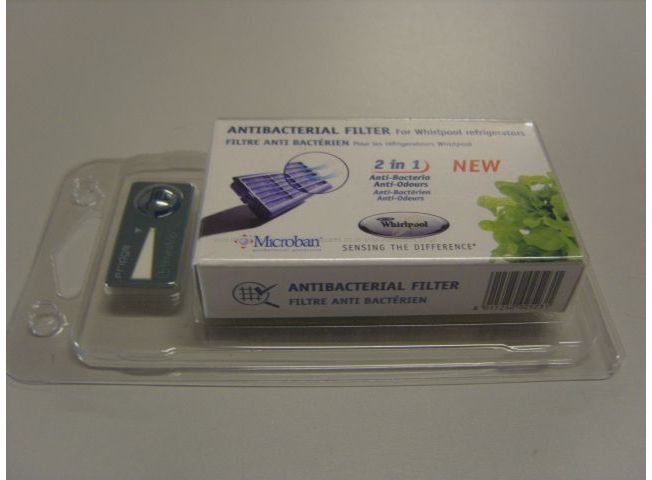 ANTIBACTERIAL FILTER For Whirlpool refrigerators
FILTRE ANTI BACTÉRIEN Pour les réfrigérateurs Whirlpool
2 in 1 NEW
Anti-Bacteria
Anti-Odours
Anti-Bactérien
Anti-Odeurs
Whirlpool
Microban
SENSING THE DIFFERENCE
ANTIBACTERIAL FILTER
FILTRE ANTI BACTÉRIEN
Fridge